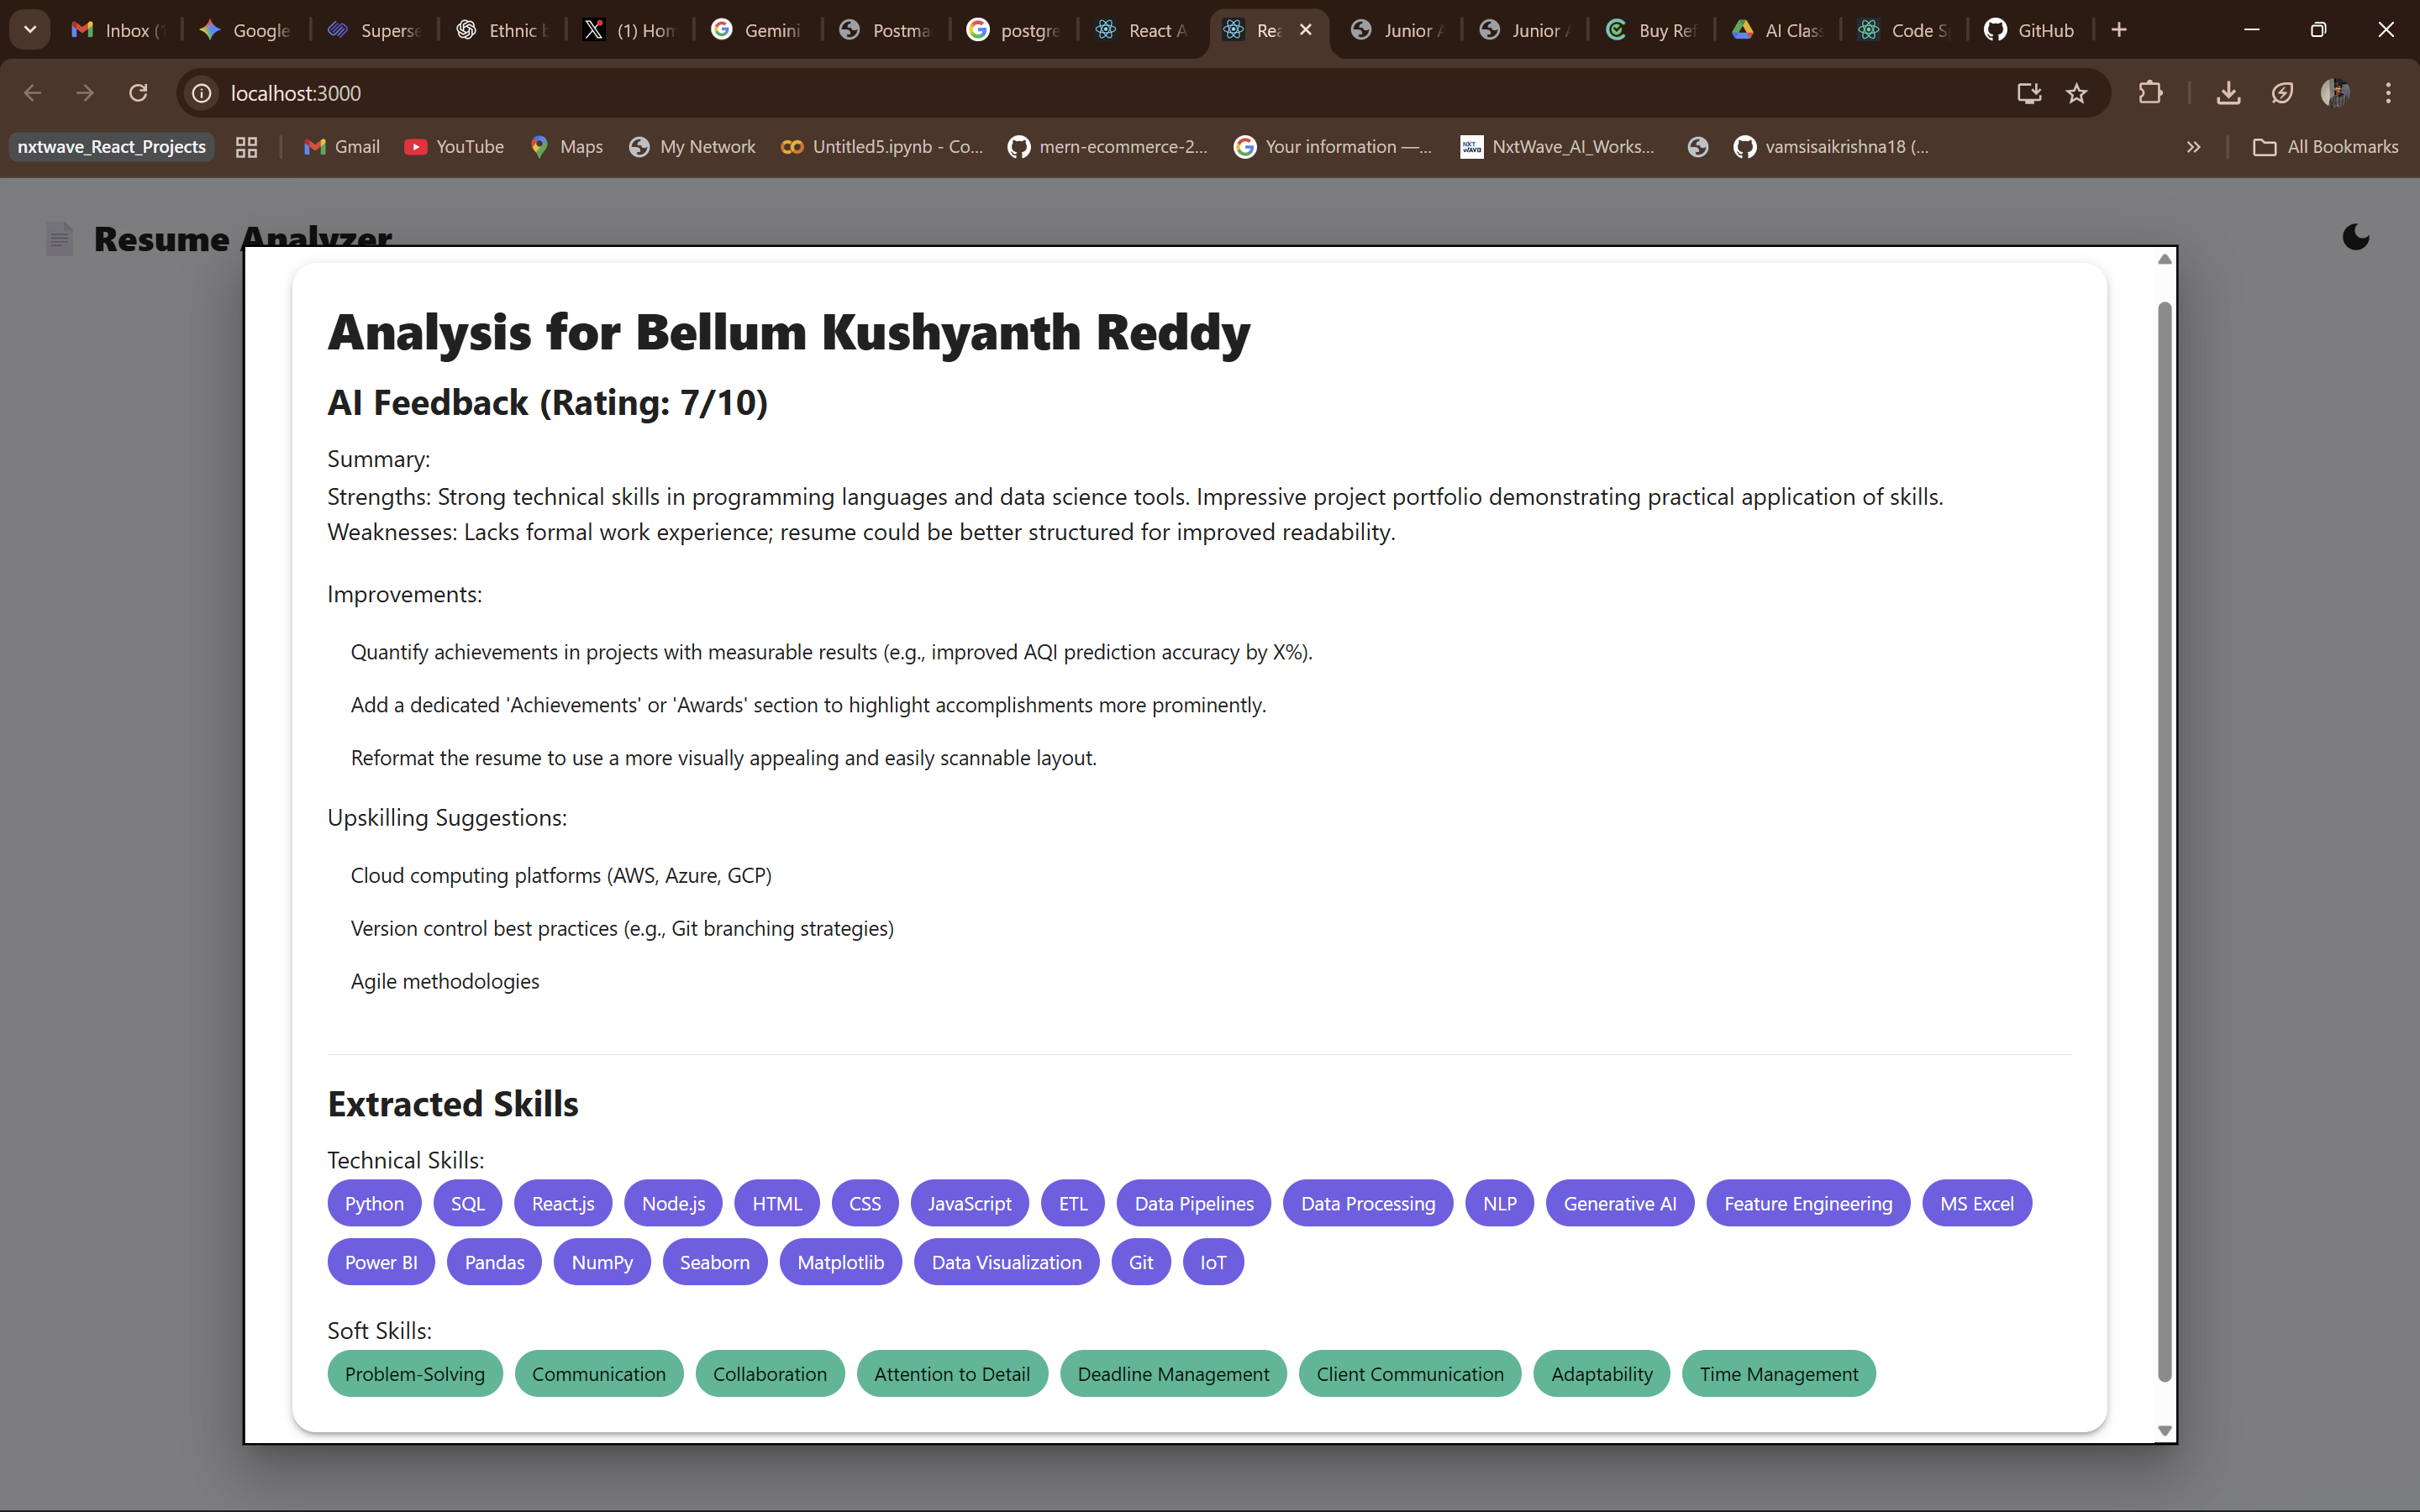 Inbox (
Google
Superse
Ethnic b
(1) Hom
Gemini
Postma
postgre
React A
Rea
Junior A
Junior A
Buy Ref
AI Class
Code S
GitHub
localhost:3000
nxtwave_React_Projects
Gmail
YouTube
Maps
My Network
Untitled5.ipynb - Co...
mern-ecommerce-2...
Your information —...
NxtWave_AI_Works...
vamsisaikrishna18 (...
All Bookmarks
Resume Analyzer
Analysis for Bellum Kushyanth Reddy
AI Feedback (Rating: 7/10)
Summary:
Strengths: Strong technical skills in programming languages and data science tools. Impressive project portfolio demonstrating practical application of skills.
Weaknesses: Lacks formal work experience; resume could be better structured for improved readability.
Improvements:
Quantify achievements in projects with measurable results (e.g., improved AQI prediction accuracy by X%).
Add a dedicated 'Achievements' or 'Awards' section to highlight accomplishments more prominently.
Reformat the resume to use a more visually appealing and easily scannable layout.
Upskilling Suggestions:
Cloud computing platforms (AWS, Azure, GCP)
Version control best practices (e.g., Git branching strategies)
Agile methodologies
Extracted Skills
Technical Skills:
Python SQL React.js Node.js HTML CSS JavaScript ETL Data Pipelines Data Processing NLP Generative AI Feature Engineering MS Excel
Power BI Pandas NumPy Seaborn Matplotlib Data Visualization Git IoT
Soft Skills:
Problem-Solving Communication Collaboration Attention to Detail Deadline Management Client Communication Adaptability Time Management